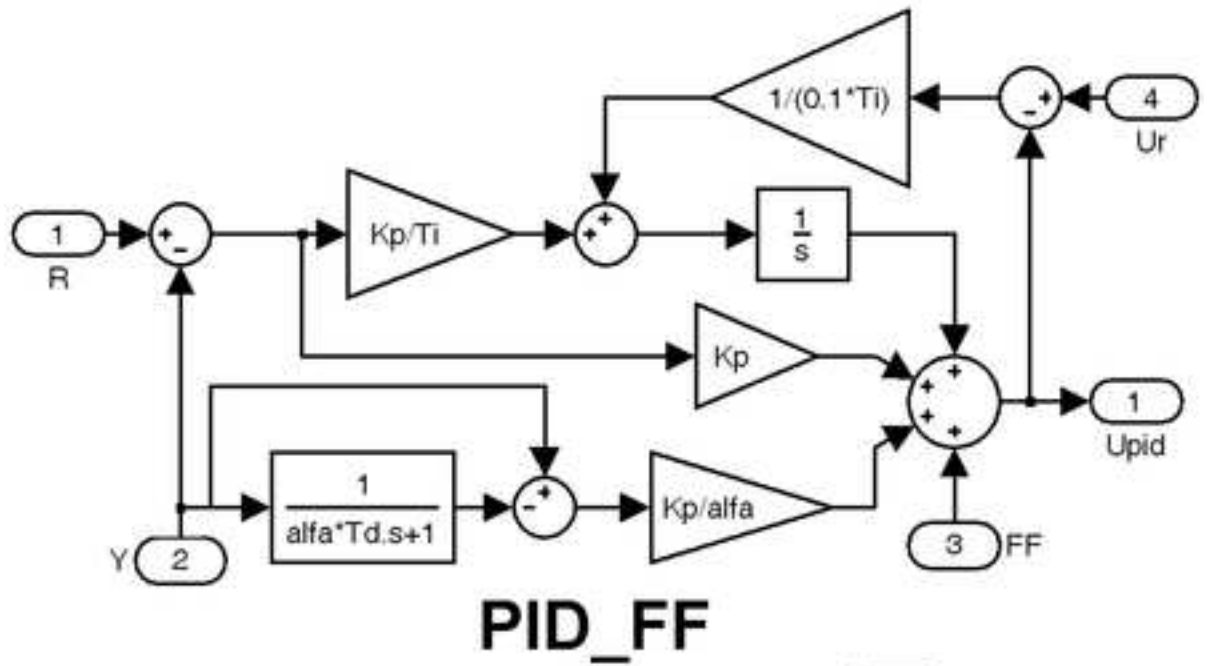 1/(0.1*Ti)
+
-
4
Ur
1
R
+
-
Kp/Ti
+
+
1
s
Kp
+
+
+
+
1
Upid
1
alfa*Td.s+1
+
-
Kp/alfa
Y
2
3
FF
PID_FF